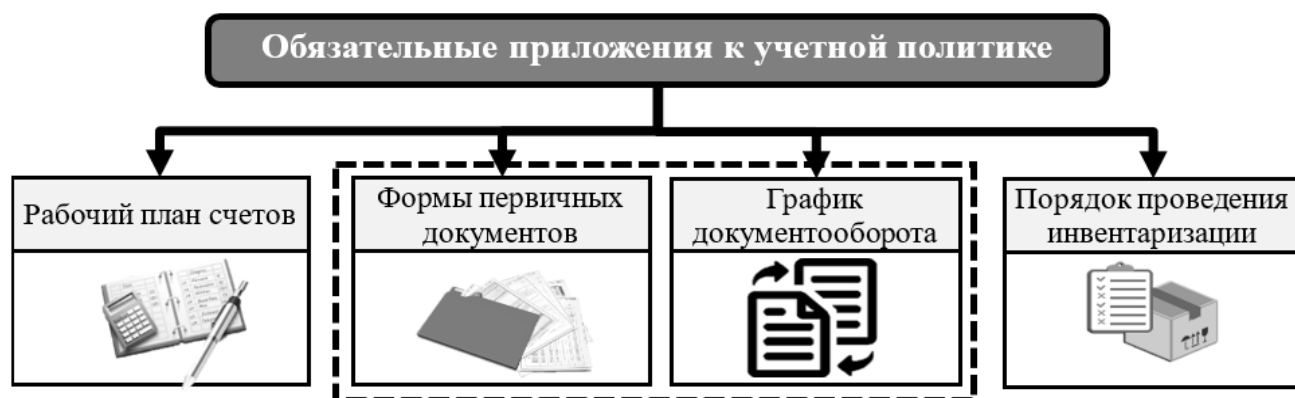 Обязательные приложения к учетной политике
Рабочий план счетов
Формы первичных
документов
График
документооборота
Порядок проведения
инвентаризации